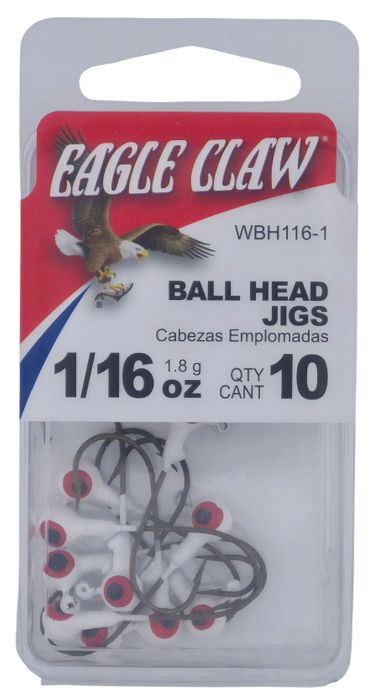 EAGLE CLAW®
WBH116-1
BALL HEAD
JIGS
Cabezas Emplomadas
1/16 oz 1.8 g QTY CANT 10